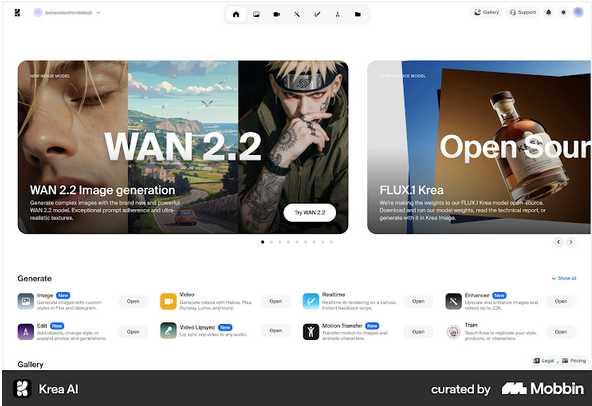 benevolentnimblebat
Gallery
Support
NEW IMAGE MODEL
WAN 2.2
WAN 2.2 Image generation
Generate complex images with the brand new and powerful
WAN 2.2 model. Exceptional prompt adherence and ultra-
realistic textures.
Try WAN 2.2
Open Sour
FLUX.1 Krea
We're making the weights to our FLUX.1 Krea model open-source.
Download and run our model weights, read the technical report, or
generate with it in Krea Image.
Generate
Show all
Image New
Generate images with custom
styles in Flux and Ideogram.
Open
Video
Generate videos with Hailuo, Pika,
Runway, Luma, and more.
Open
Realtime
Realtime AI rendering on a canvas.
Instant feedback loops.
Open
Enhancer New
Upscale and enhance images and
videos up to 22K.
Open
Edit New
Add objects, change style, or
expand photos and generations.
Open
Video Lipsync New
Lip sync any video to any audio.
Open
Motion Transfer New
Transfer motion to images and
animate characters.
Open
Train
Teach Krea to replicate your style,
products, or characters.
Open
Gallery
Legal
Pricing
Krea AI
curated by
Mobbin